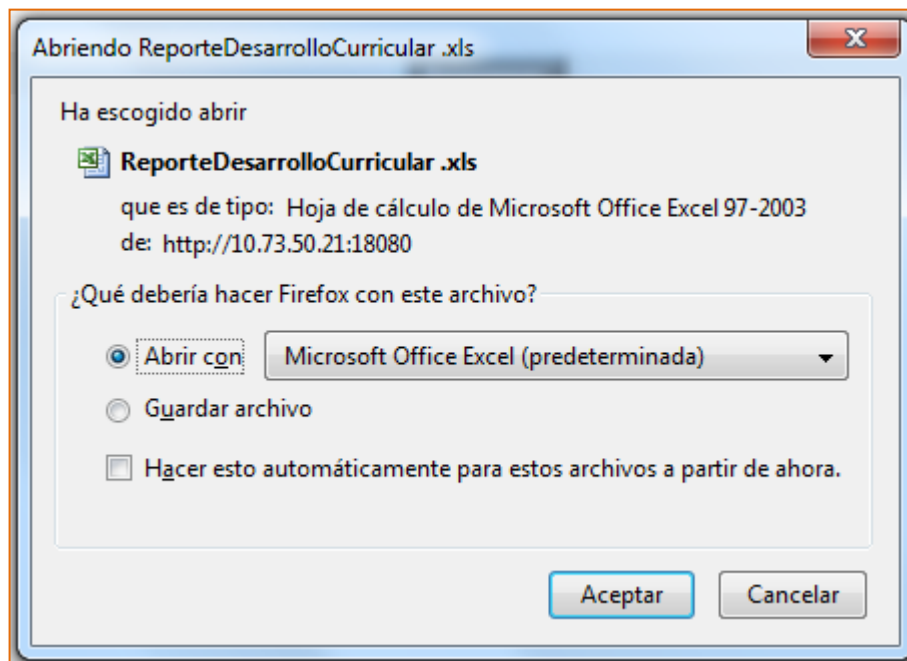 Abriendo ReporteDesarrolloCurricular .xls
Ha escogido abrir
ReporteDesarrolloCurricular .xls
que es de tipo: Hoja de cálculo de Microsoft Office Excel 97-2003
de: http://10.73.50.21:18080
¿Qué debería hacer Firefox con este archivo?
Abrir con Microsoft Office Excel (predeterminada)
Guardar archivo
Hacer esto automáticamente para estos archivos a partir de ahora.
Aceptar Cancelar